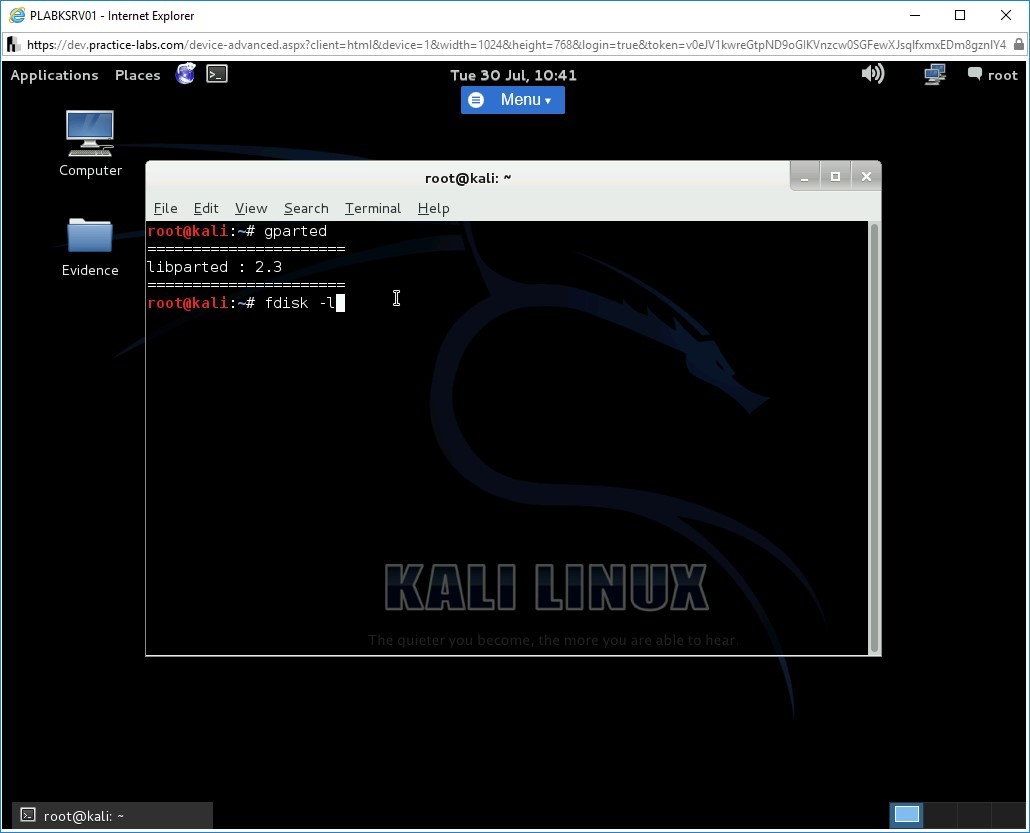 PLABKSRV01 - Internet Explorer
https://dev.practice-labs.com/device-advanced.aspx?client=html&device=1&width=1024&height=768&login=true&token=v0eJV1kwreGtpND9oGlKVnzcw0SGFewXJsqIfxmxEDm8gznIY4
Applications Places Tue 30 Jul, 10:41 root
Menu
Computer
Evidence
root@kali: ~
File Edit View Search Terminal Help
root@kali:~# gparted
======================
libparted : 2.3
======================
root@kali:~# fdisk -l
KALI LINUX
The quieter you become, the more you are able to hear.
root@kali: ~